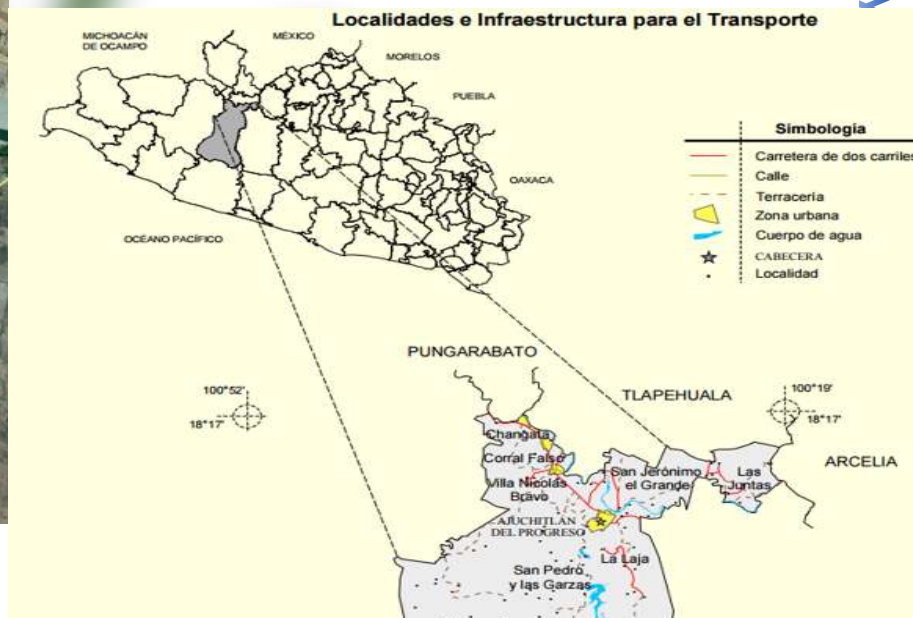 Localidades e Infraestructura para el Transporte
MICHOACÁN
DE OCAMPO
MÉXICO
MORELOS
PUEBLA
OAXACA
OCÉANO PACÍFICO
Simbología
Carretera de dos carriles
Calle
Terracería
Zona urbana
Cuerpo de agua
CABECERA
Localidad
PUNGARABATO
TLAPEHUALA
ARCELIA
100°52'
18°17'
100°19'
18°17'
Changata
Corral Falso
Villa Nicolás
Bravo
San Jerónimo
el Grande
Las
Juntas
AJUCHITLÁN
DEL PROGRESO
La Laja
San Pedro
y las Garzas